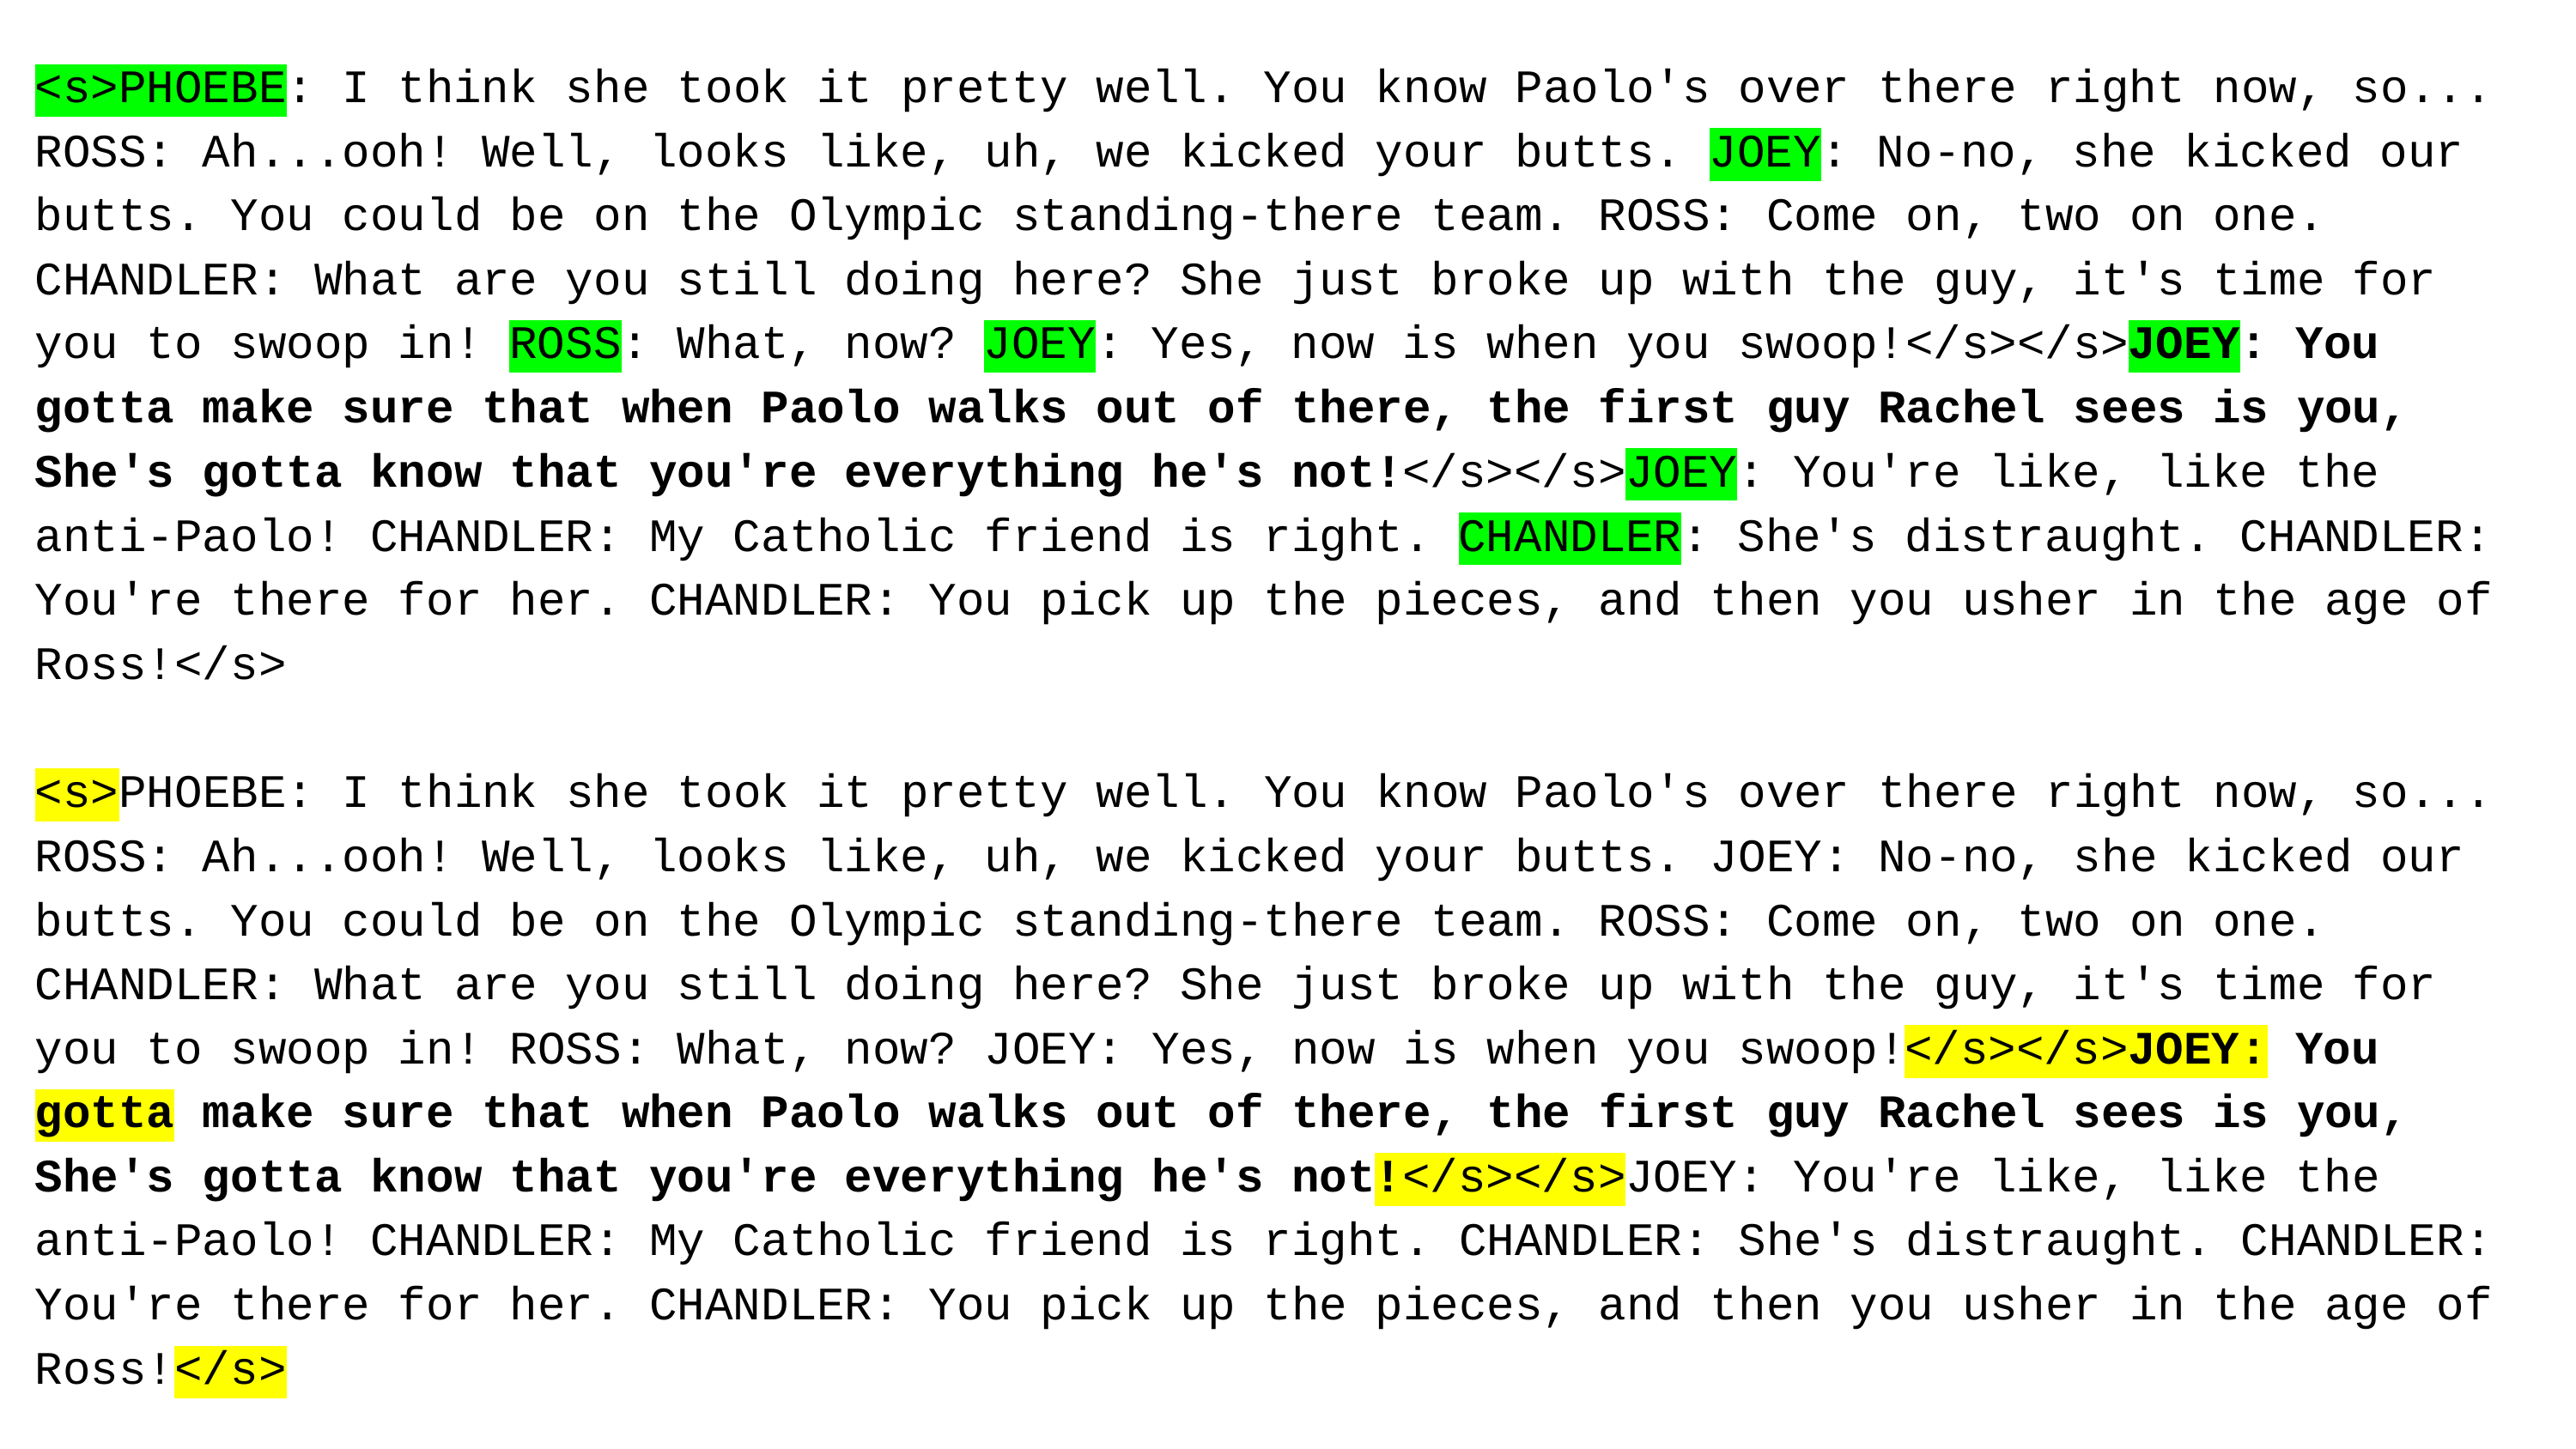 <s>PHOEBE: I think she took it pretty well. You know Paolo's over there right now, so...
ROSS: Ah...ooh! Well, looks like, uh, we kicked your butts. JOEY: No-no, she kicked our
butts. You could be on the Olympic standing-there team. ROSS: Come on, two on one.
CHANDLER: What are you still doing here? She just broke up with the guy, it's time for
you to swoop in! ROSS: What, now? JOEY: Yes, now is when you swoop!</s></s>JOEY: You
gotta make sure that when Paolo walks out of there, the first guy Rachel sees is you,
She's gotta know that you're everything he's not!</s></s>JOEY: You're like, like the
anti-Paolo! CHANDLER: My Catholic friend is right. CHANDLER: She's distraught. CHANDLER:
You're there for her. CHANDLER: You pick up the pieces, and then you usher in the age of
Ross!</s>
<s>PHOEBE: I think she took it pretty well. You know Paolo's over there right now, so...
ROSS: Ah...ooh! Well, looks like, uh, we kicked your butts. JOEY: No-no, she kicked our
butts. You could be on the Olympic standing-there team. ROSS: Come on, two on one.
CHANDLER: What are you still doing here? She just broke up with the guy, it's time for
you to swoop in! ROSS: What, now? JOEY: Yes, now is when you swoop!</s></s>JOEY: You
gotta make sure that when Paolo walks out of there, the first guy Rachel sees is you,
She's gotta know that you're everything he's not!</s></s>JOEY: You're like, like the
anti-Paolo! CHANDLER: My Catholic friend is right. CHANDLER: She's distraught. CHANDLER:
You're there for her. CHANDLER: You pick up the pieces, and then you usher in the age of
Ross!</s>